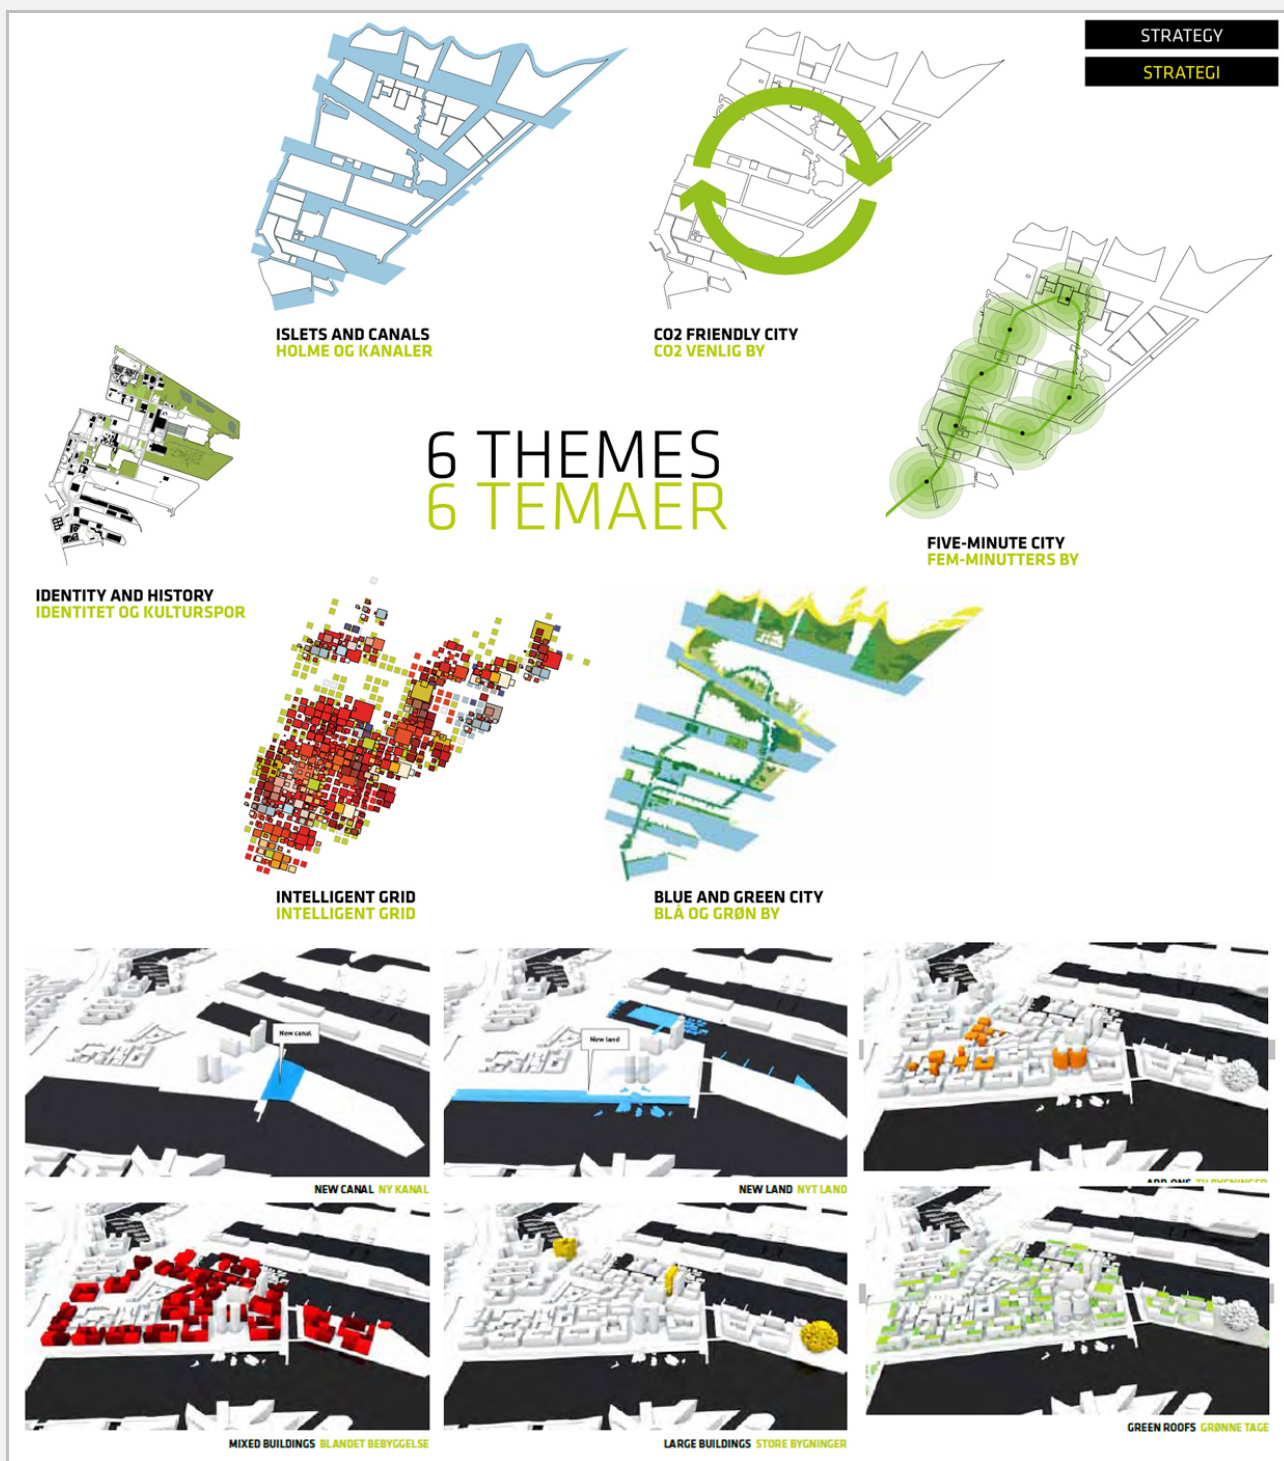 STRATEGY
STRATEGI
ISLETS AND CANALS
HOLME OG KANALER
CO2 FRIENDLY CITY
CO2 VENLIG BY
6 THEMES
6 TEMAER
FIVE-MINUTE CITY
FEM-MINUTTERS BY
IDENTITY AND HISTORY
IDENTITET OG KULTURSPOR
INTELLIGENT GRID
INTELLIGENT GRID
BLUE AND GREEN CITY
BLÅ OG GRØN BY
New canal
New land
NEW CANAL NY KANAL
NEW LAND NYT LAND
ADD-ONS TILBYGNINGER
MIXED BUILDINGS BLANDET BEBYGGELSE
LARGE BUILDINGS STORE BYGNINGER
GREEN ROOFS GRØNNE TAGE